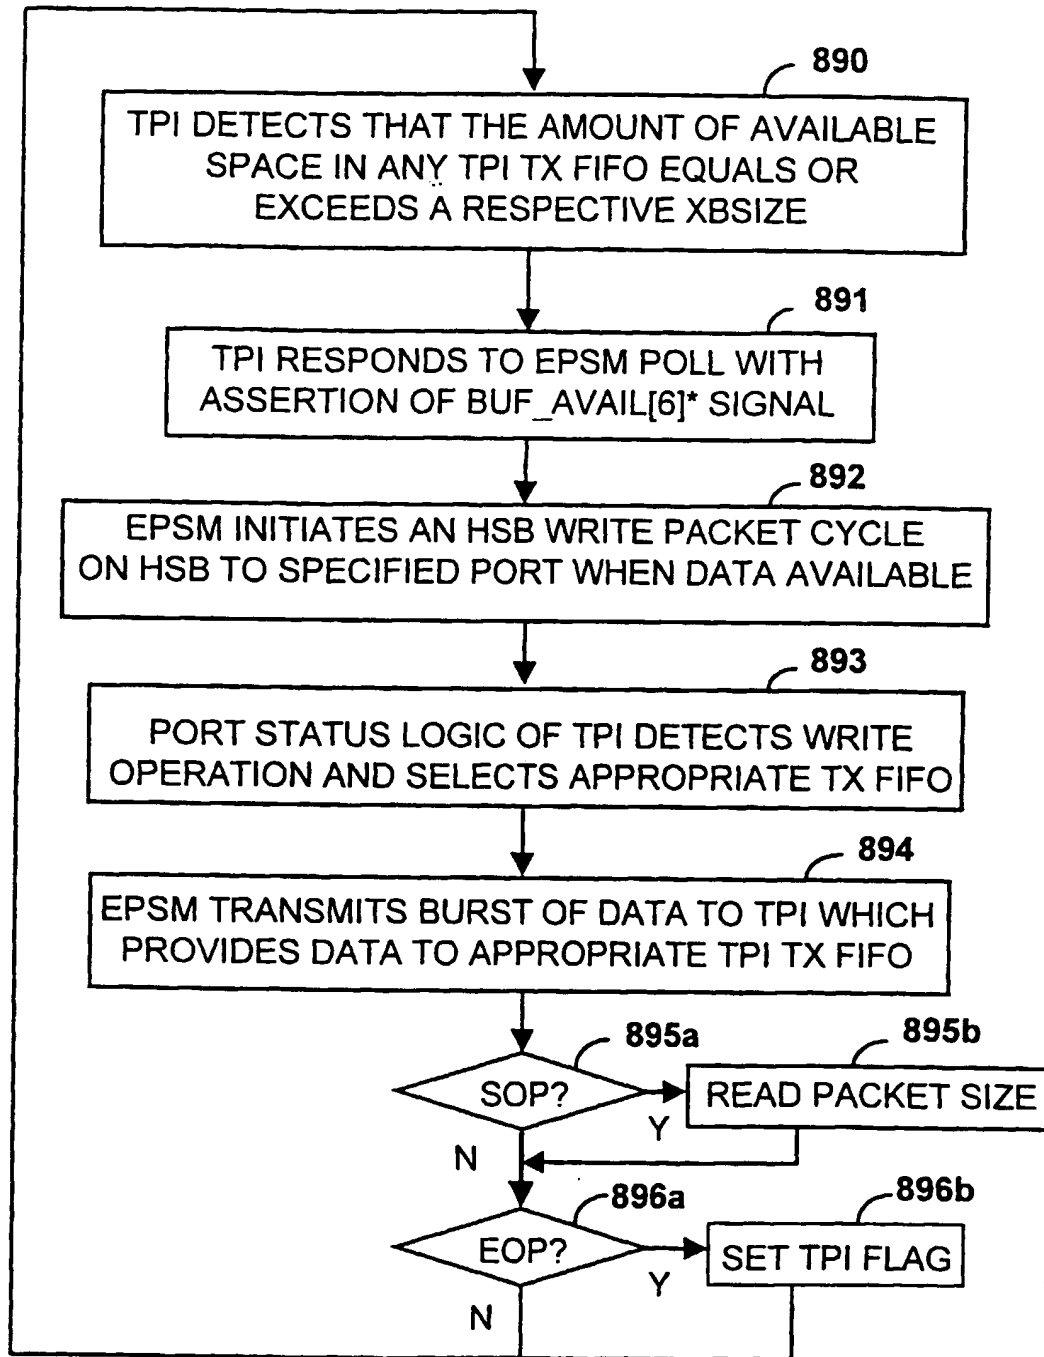 890
TPI DETECTS THAT THE AMOUNT OF AVAILABLE
SPACE IN ANY TPI TX FIFO EQUALS OR
EXCEEDS A RESPECTIVE XBSIZE
891
TPI RESPONDS TO EPSM POLL WITH
ASSERTION OF BUF_AVAIL[6]* SIGNAL
892
EPSM INITIATES AN HSB WRITE PACKET CYCLE
ON HSB TO SPECIFIED PORT WHEN DATA AVAILABLE
893
PORT STATUS LOGIC OF TPI DETECTS WRITE
OPERATION AND SELECTS APPROPRIATE TX FIFO
894
EPSM TRANSMITS BURST OF DATA TO TPI WHICH
PROVIDES DATA TO APPROPRIATE TPI TX FIFO
895a
SOP?
Y
N
895b
READ PACKET SIZE
896a
EOP?
Y
N
896b
SET TPI FLAG